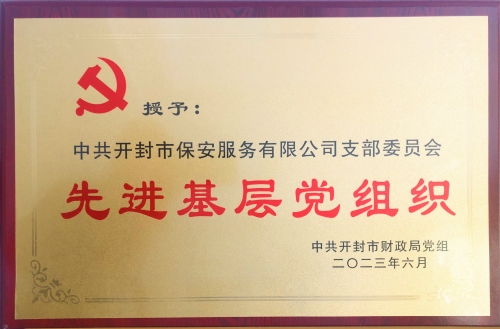 授予：
中共开封市保安服务有限公司支部委员会
先进基层党组织
中共开封市财政局党组
二〇二三年六月